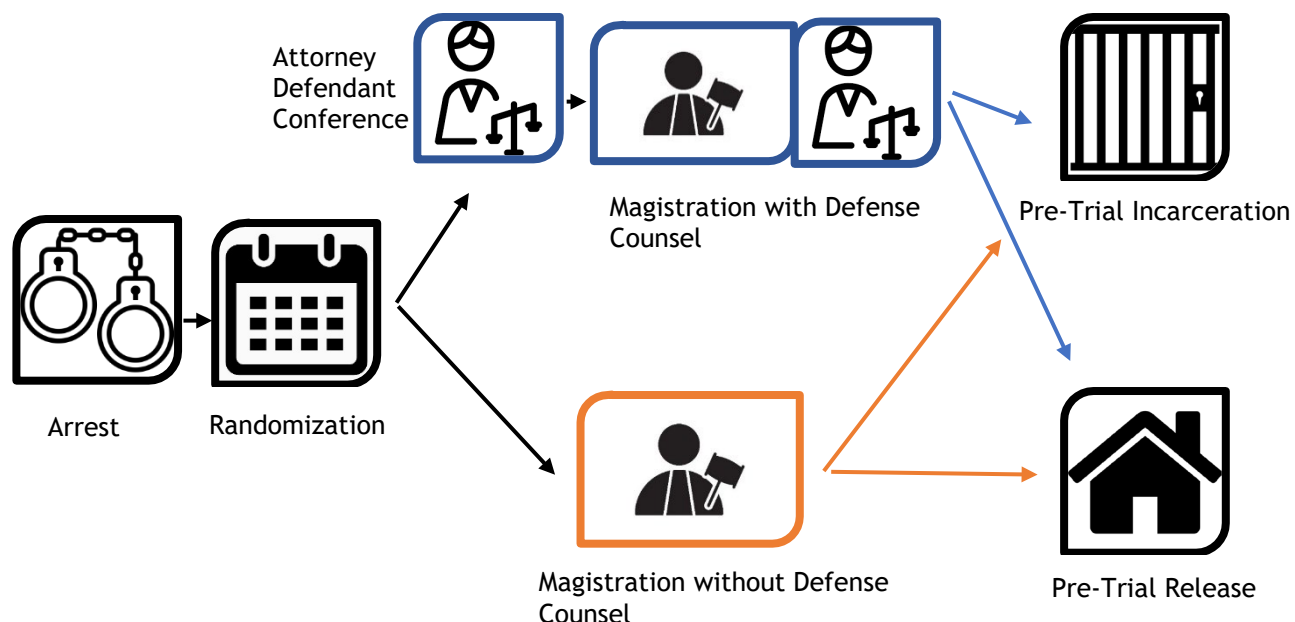 Attorney
Defendant
Conference
Magistration with Defense
Counsel
Pre-Trial Incarceration
Arrest
Randomization
Magistration without Defense
Counsel
Pre-Trial Release